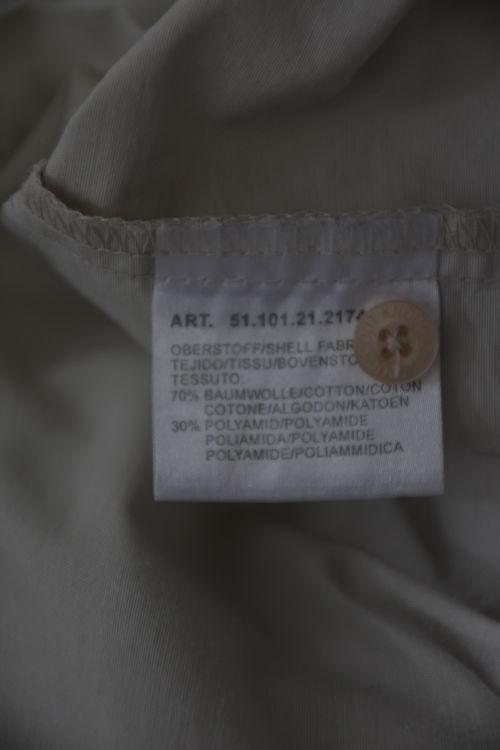 ART. 51.101.21.2174
OBERSTOFF/SHELL FABR
TEJIDO/TISSU/BOVENSTO
TESSUTO:
70% BAUMWOLLE/COTTON/COTON
COTONE/ALGODON/KATOEN
30% POLYAMID/POLYAMIDE
POLIAMIDA/POLYAMIDE
POLYAMIDE/POLIAMMIDICA